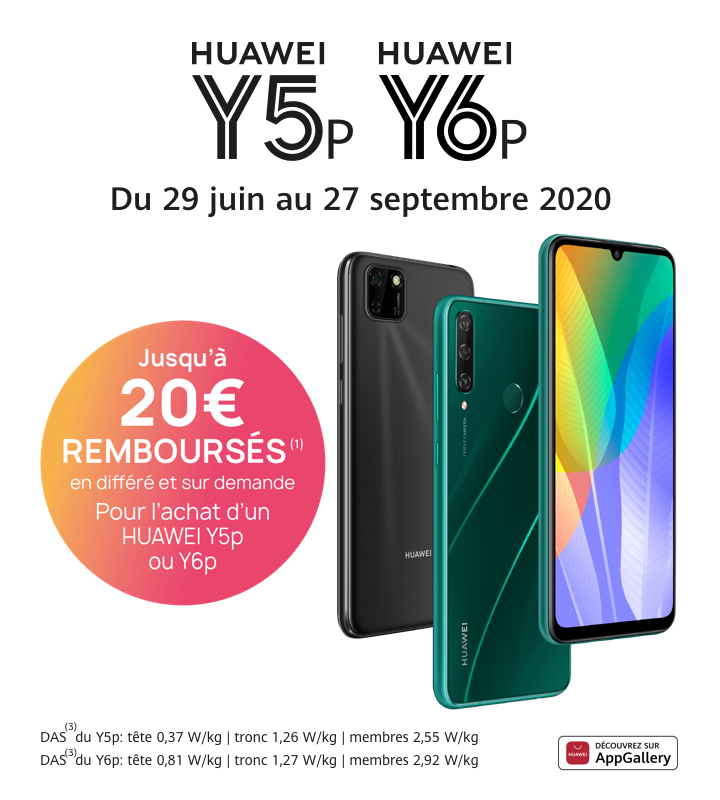 HUAWEI HUAWEI
Y5P Y6P
Du 29 juin au 27 septembre 2020
Jusqu'à
20€
REMBOURSÉS (1)
en différé et sur demande
Pour l'achat d'un
HUAWEI Y5p
ou Y6p
HUAWEI
TRIPLE CAMERA
HUAWEI
DAS(3)du Y5p: tête 0,37 W/kg | tronc 1,26 W/kg | membres 2,55 W/kg
DAS(3)du Y6p: tête 0,81 W/kg | tronc 1,27 W/kg | membres 2,92 W/kg
HUAWEI
DÉCOUVREZ SUR
AppGallery